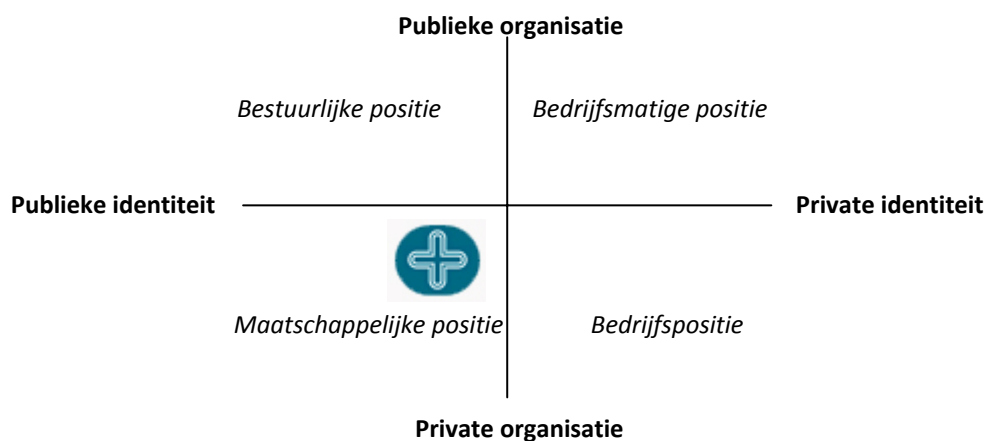 Publieke organisatie
Bestuurlijke positie
Bedrijfsmatige positie
Publieke identiteit
Private identiteit
Maatschappelijke positie
Bedrijfspositie
Private organisatie